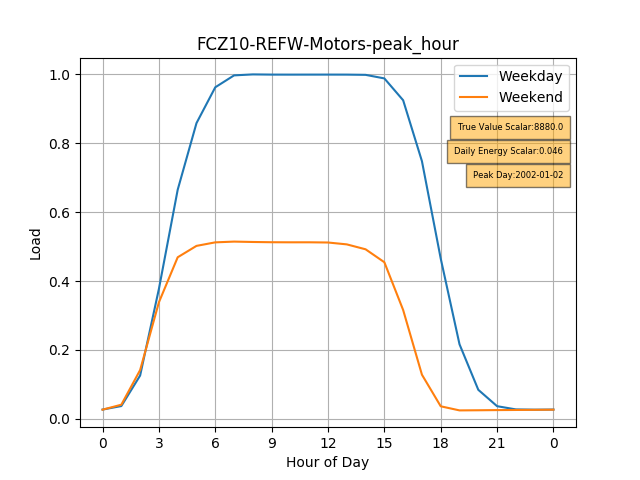 FCZ10-REFW-Motors-peak_hour
1.0
0.8
0.6
0.4
0.2
0.0
Load
Weekday
Weekend
True Value Scalar:8880.0
Daily Energy Scalar:0.046
Peak Day:2002-01-02
0 3 6 9 12 15 18 21 0
Hour of Day